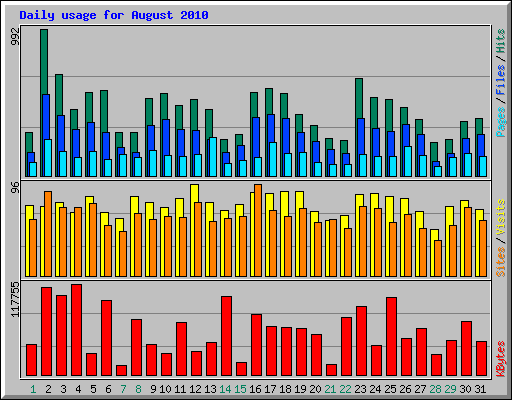 Daily usage for August 2010
992
Pages / Files / Hits
96
Sites / Visits
117755
KBytes
1 2 3 4 5 6 7 8 9 10 11 12 13 14 15 16 17 18 19 20 21 22 23 24 25 26 27 28 29 30 31